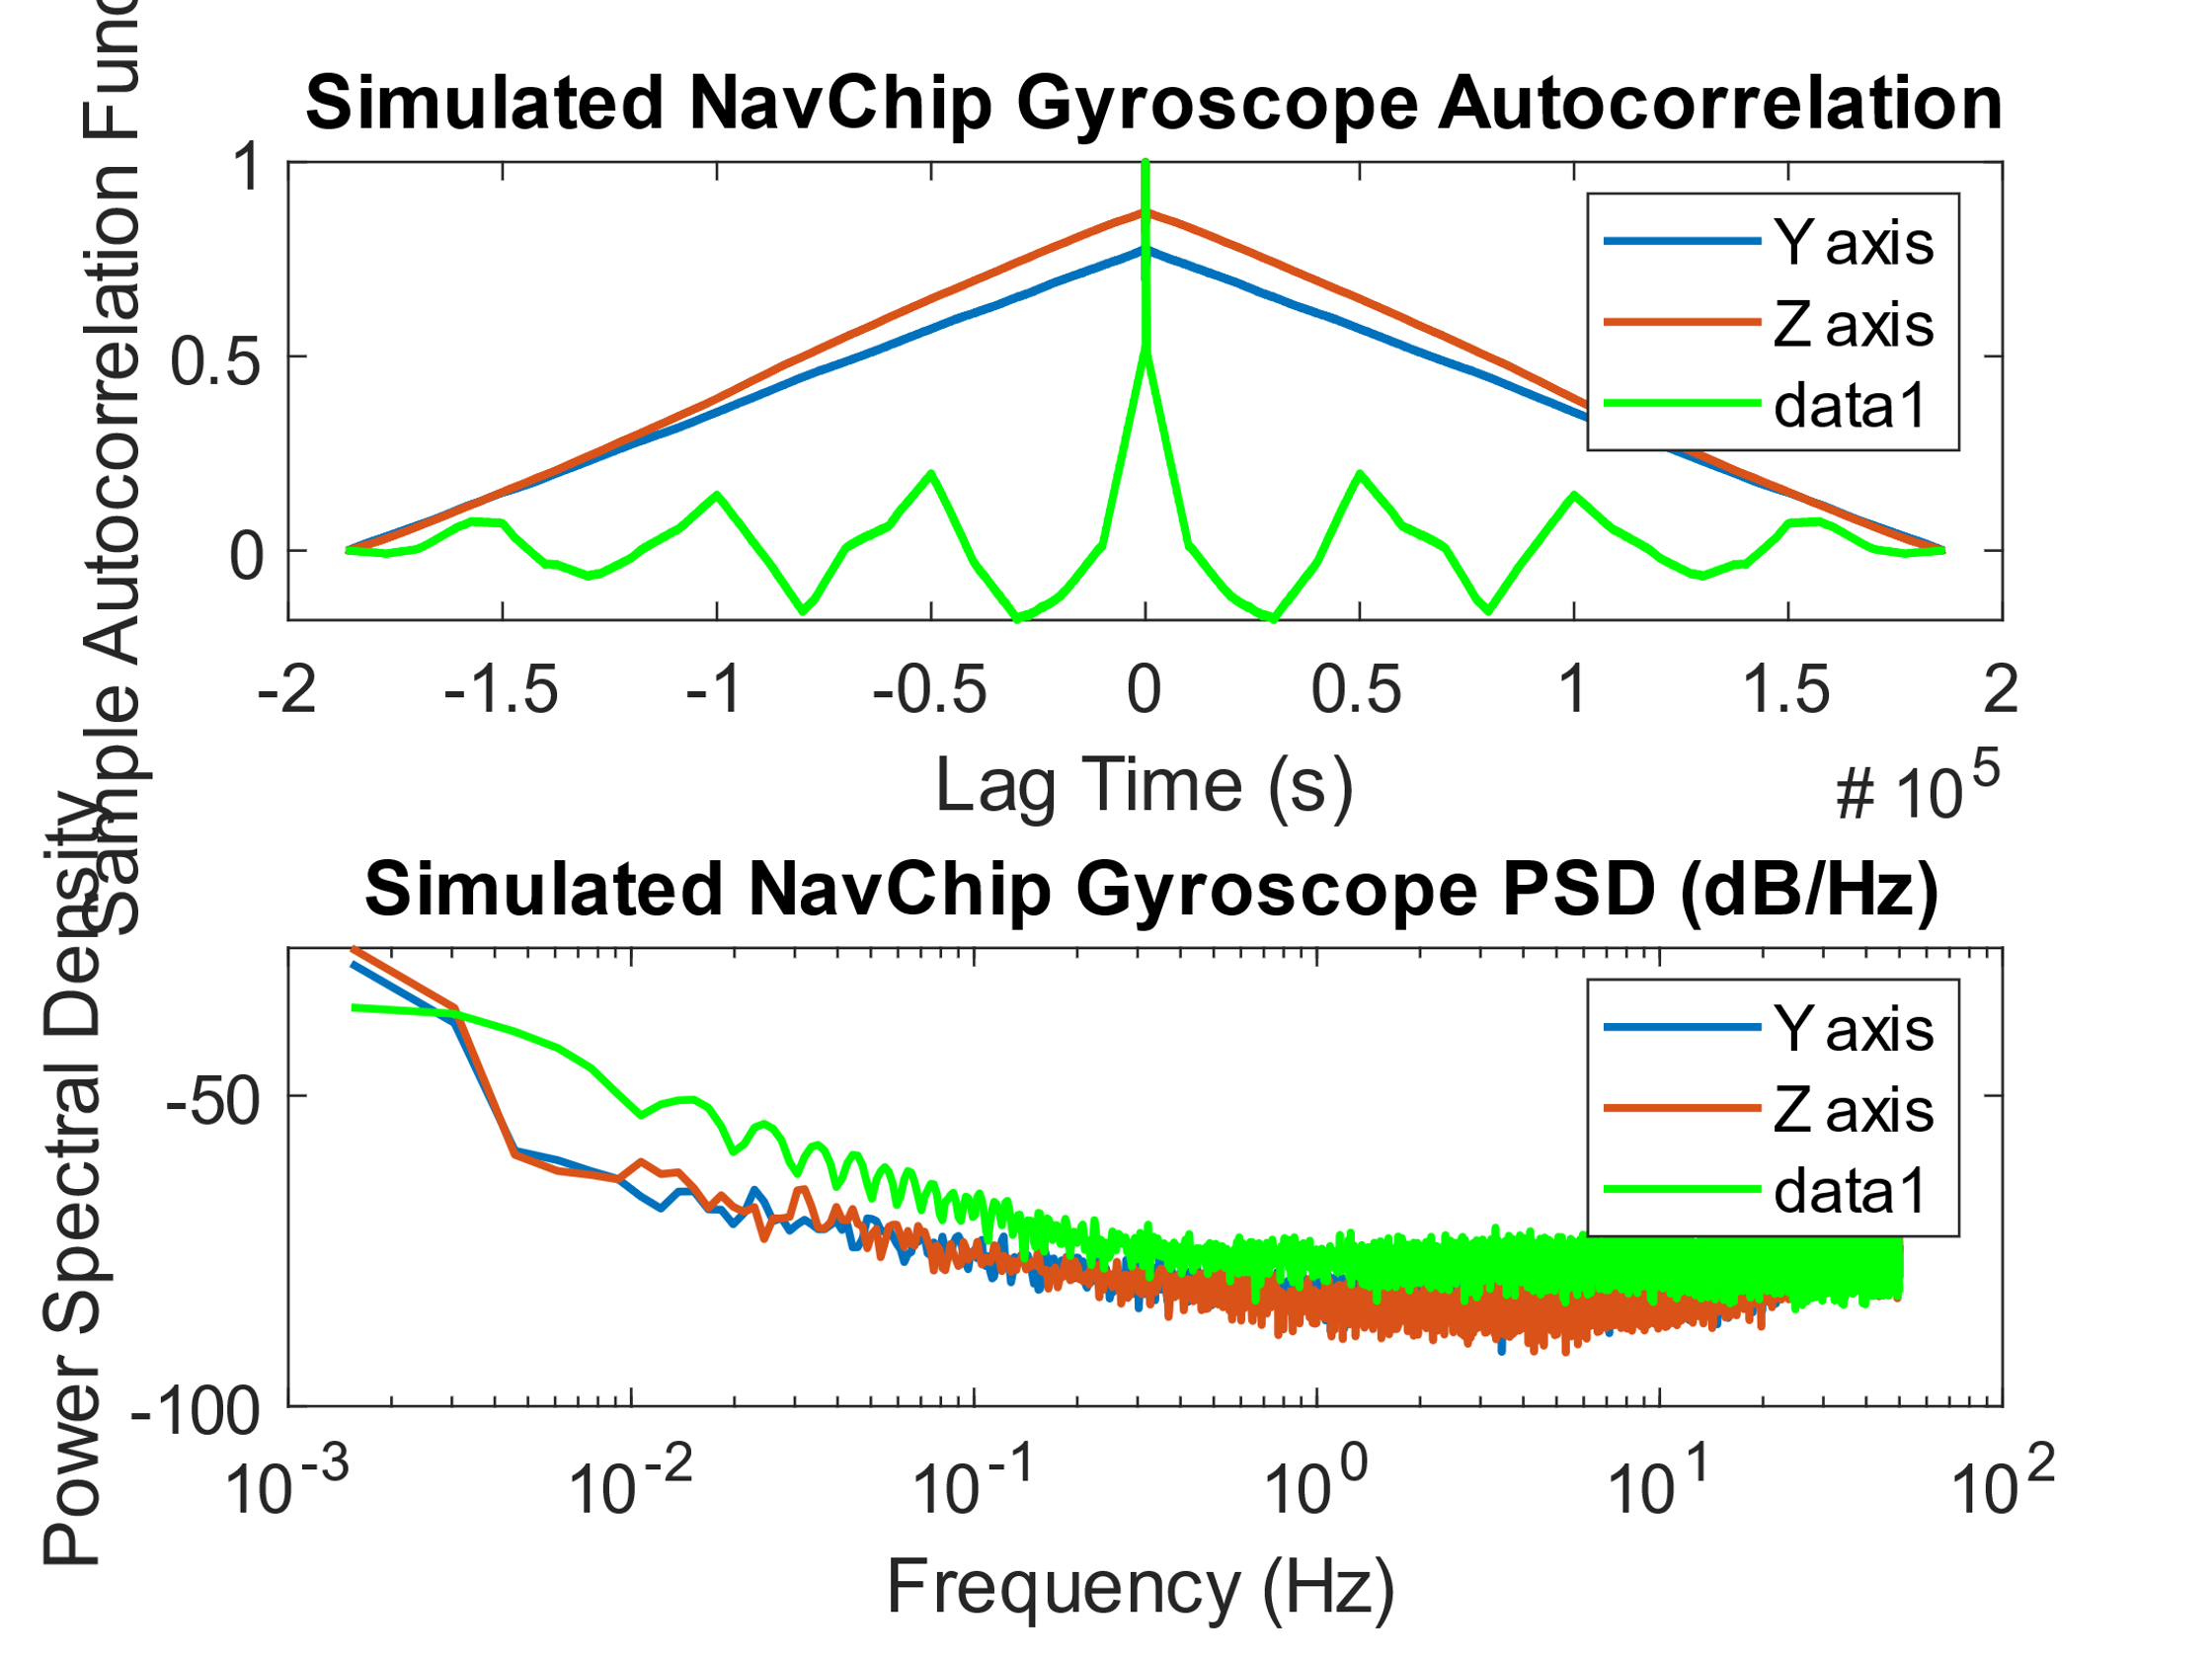 Simulated NavChip Gyroscope Autocorrelation
Sample Autocorrelation
1
0.5
0
Y axis
Z axis
data1
-2 -1.5 -1 -0.5 0 0.5 1 1.5 2
Lag Time (s)
# 10^5
Simulated NavChip Gyroscope PSD (dB/Hz)
Power Spectral Density
-50
-100
Y axis
Z axis
data1
10^-3 10^-2 10^-1 10^0 10^1 10^2
Frequency (Hz)